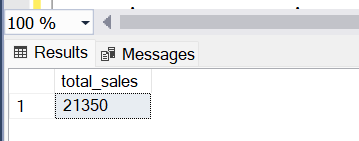 100 %
Results Messages
total_sales
1 21350